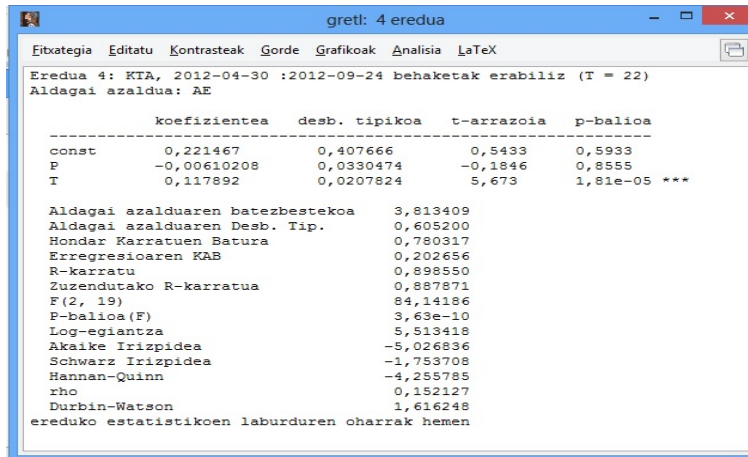 gretl: 4 eredua
Fitxategia Editatu Kontrasteak Gorde Grafikoak Analisia LaTeX
Eredua 4: KTA, 2012-04-30 :2012-09-24 behaketak erabiliz (T = 22)
Aldagai azaldua: AE
koefizientea desb. tipikoa t-arrazoia p-balioa
const 0,221467 0,407666 0,5433 0,5933
P −0,00610208 0,0330474 −0,1846 0,8555
T 0,117892 0,0207824 5,673 1,81e-05 ***
Aldagai azalduaren batezbestekoa 3,813409
Aldagai azalduaren Desb. Tip. 0,605200
Hondar Karratuen Batura 0,780317
Erregresioaren KAB 0,202656
R-karratu 0,898550
Zuzendutako R-karratua 0,887871
F(2, 19) 84,14186
P-balioa(F) 3,63e-10
Log-egiantza 5,513418
Akaike Irizpidea −5,026836
Schwarz Irizpidea −1,753708
Hannan-Quinn −4,255785
rho 0,152127
Durbin-Watson 1,616248
ereduko estatistikoen laburduren oharrak hemen